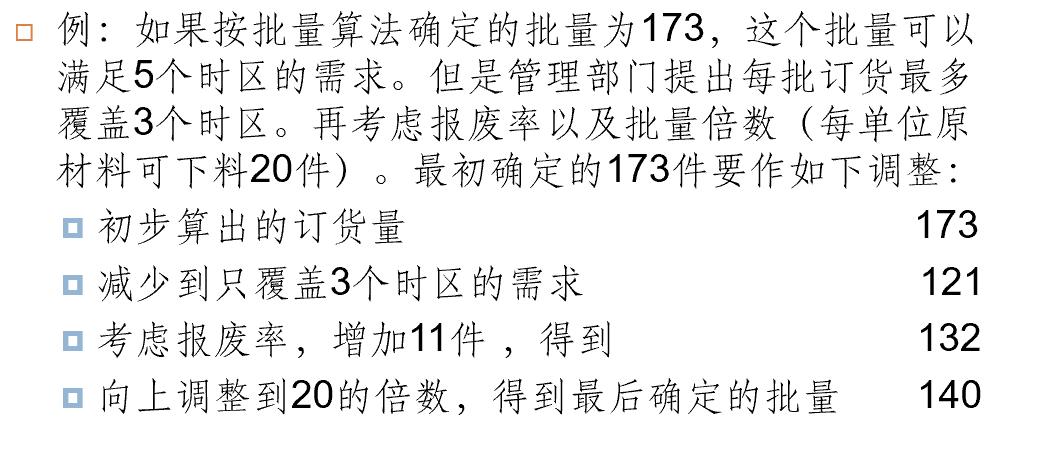 例：如果按批量算法确定的批量为173，这个批量可以
满足5个时区的需求。但是管理部门提出每批订货最多
覆盖3个时区。再考虑报废率以及批量倍数（每单位原
材料可下料20件）。最初确定的173件要作如下调整：
初步算出的订货量 173
减少到只覆盖3个时区的需求 121
考虑报废率，增加11件 ，得到 132
向上调整到20的倍数，得到最后确定的批量 140